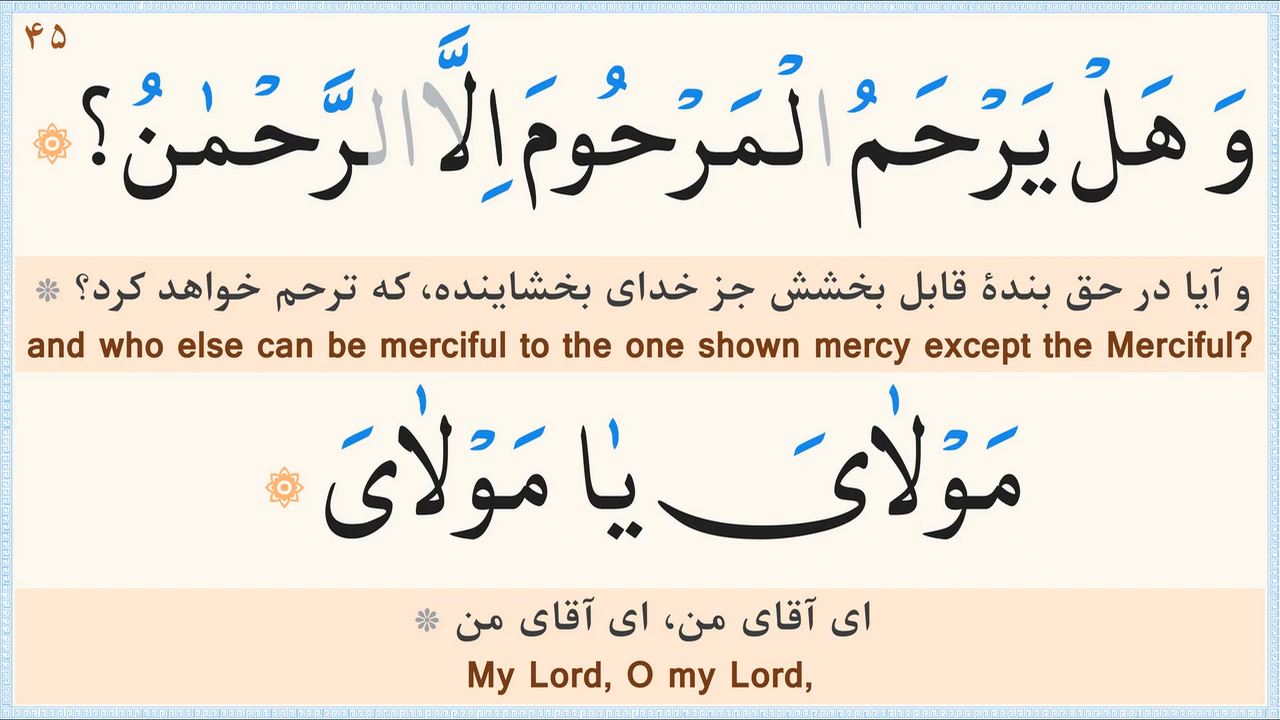 ۴۵
وَ هَلْ يَرْحَمُ الْمَرْحُومَ اِلَّا الرَّحْمٰنُ؟
و آیا در حق بندهٔ قابل بخشش جز خدای بخشاینده، که ترحم خواهد کرد؟
and who else can be merciful to the one shown mercy except the Merciful?
مَوْلاٰیَ یٰا مَوْلاٰیَ
ای آقای من، ای آقای من
My Lord, O my Lord,